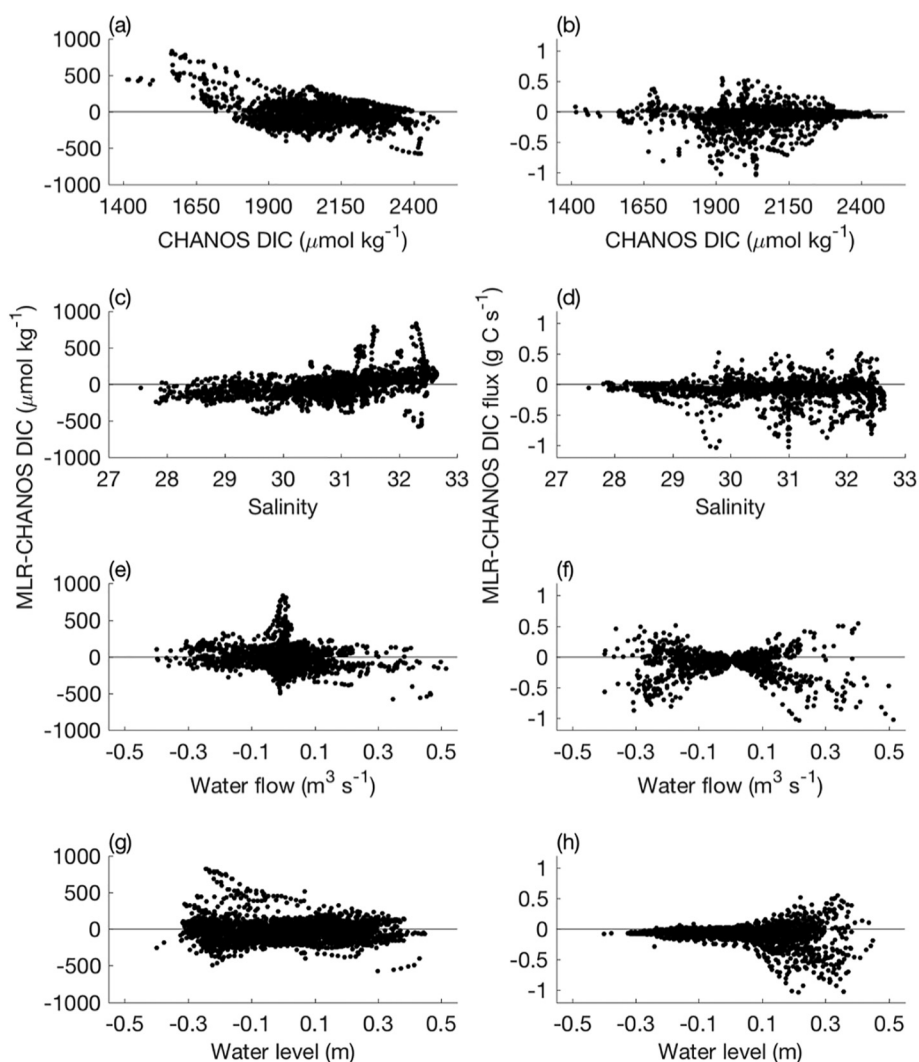 (a)
1000
500
0
-500
-1000
1400 1650 1900 2150 2400
CHANOS DIC (μmol kg⁻¹)
(b)
1
0.5
0
-0.5
-1
1400 1650 1900 2150 2400
CHANOS DIC (μmol kg⁻¹)
MLR-CHANOS DIC (μmol kg⁻¹)
(c)
1000
500
0
-500
-1000
27 28 29 30 31 32 33
Salinity
MLR-CHANOS DIC flux (g C s⁻¹)
(d)
1
0.5
0
-0.5
-1
27 28 29 30 31 32 33
Salinity
(e)
1000
500
0
-500
-1000
-0.5 -0.3 -0.1 0.1 0.3 0.5
Water flow (m³ s⁻¹)
(f)
1
0.5
0
-0.5
-1
-0.5 -0.3 -0.1 0.1 0.3 0.5
Water flow (m³ s⁻¹)
(g)
1000
500
0
-500
-1000
-0.5 -0.3 -0.1 0.1 0.3 0.5
Water level (m)
(h)
1
0.5
0
-0.5
-1
-0.5 -0.3 -0.1 0.1 0.3 0.5
Water level (m)